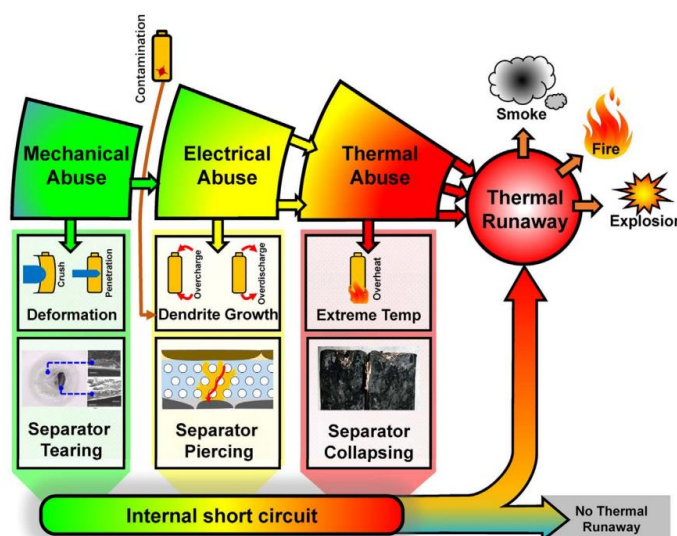 Contamination
Mechanical
Abuse
Electrical
Abuse
Thermal
Abuse
Thermal
Runaway
Smoke
Fire
Explosion
Crush
Penetration
Deformation
Overcharge
Overdischarge
Dendrite Growth
Overheat
Extreme Temp
Separator
Tearing
Separator
Piercing
Separator
Collapsing
Internal short circuit
No Thermal
Runaway